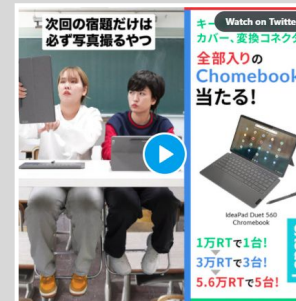 次回の宿題だけは
必ず写真撮るやつ
Watch on Twitter
キー
カバー、変換コネクタ
全部入りの
Chomebook
当たる!
IdeaPad Duet 560
Chromebook
1万RTで1台!
3万RTで3台!
5.6万RTで5台!